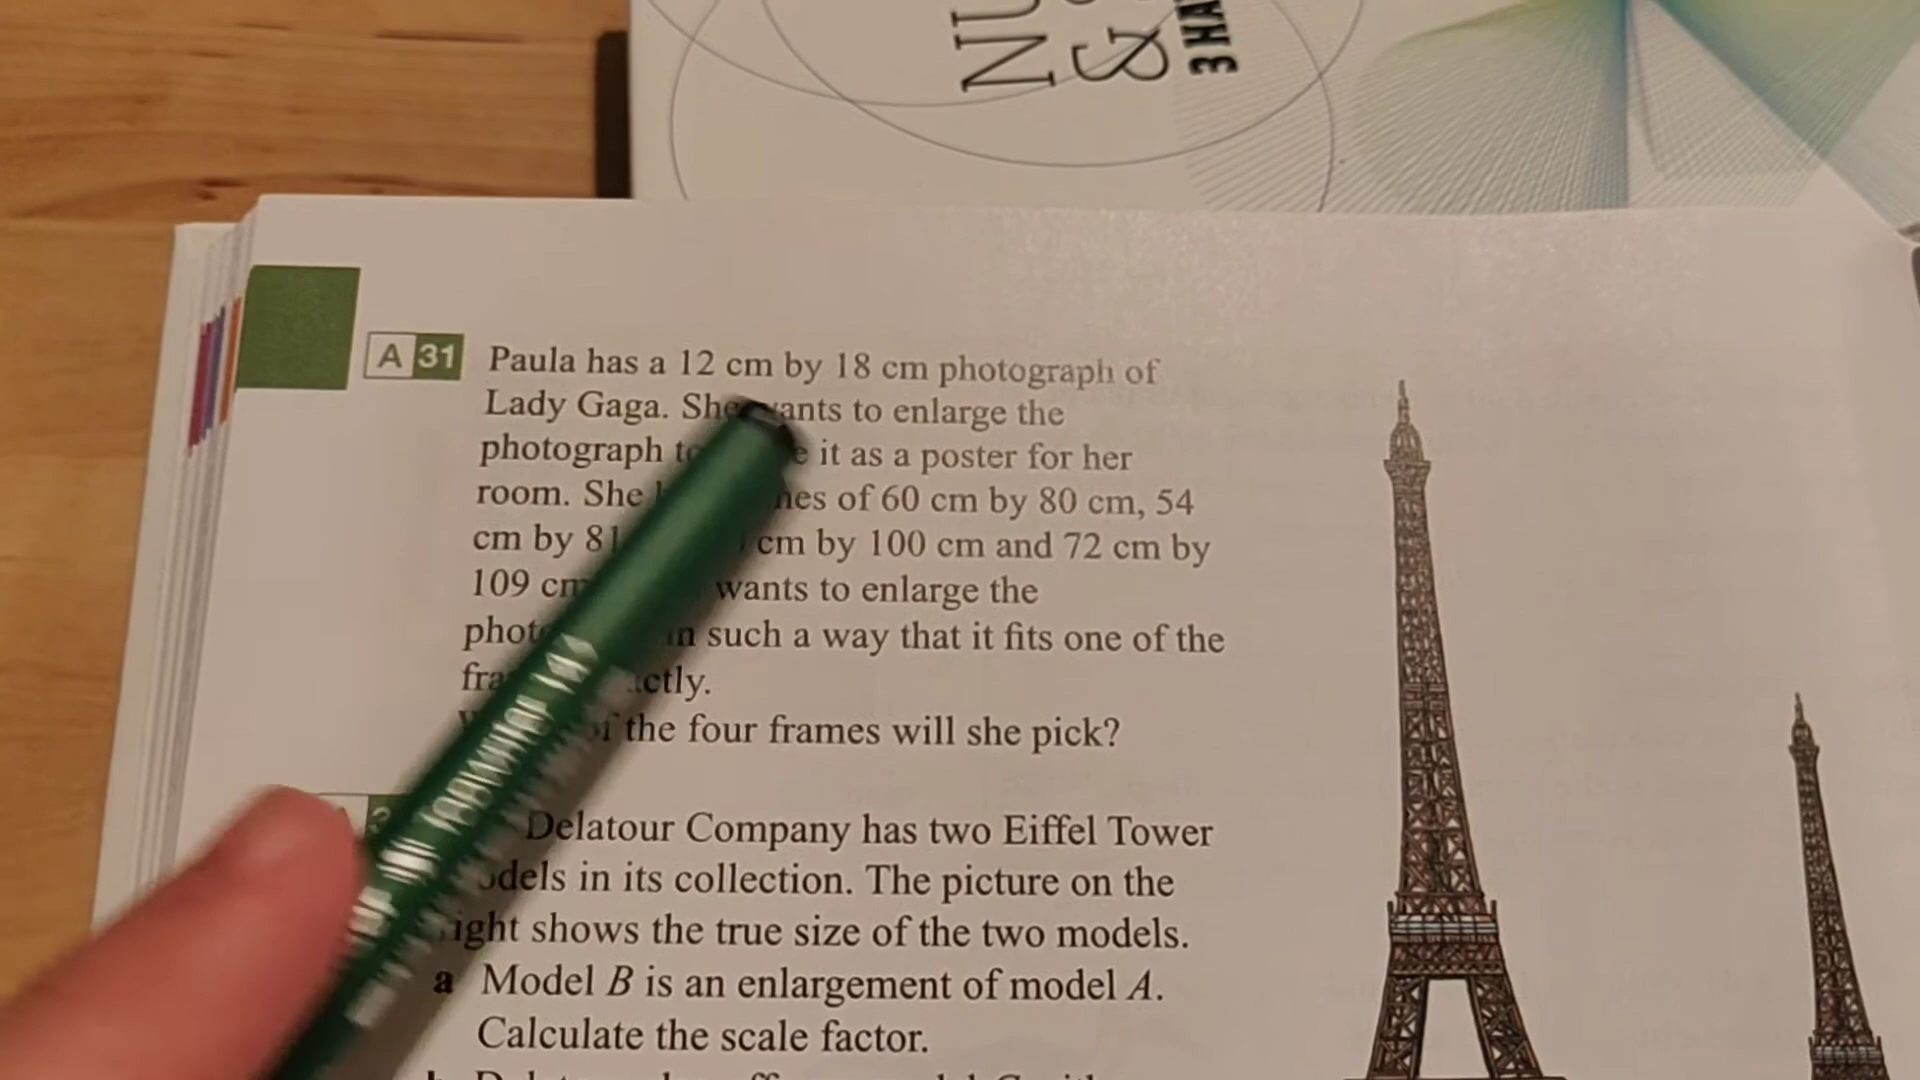 NU
&
3 HA
A 31 Paula has a 12 cm by 18 cm photograph of
Lady Gaga. She wants to enlarge the
photograph it as a poster for her
room. She of 60 cm by 80 cm, 54
cm by 81 cm by 100 cm and 72 cm by
109 cm wants to enlarge the
in such a way that it fits one of the
the four frames will she pick?
Delatour Company has two Eiffel Tower
in its collection. The picture on the
shows the true size of the two models.
a Model B is an enlargement of model A.
Calculate the scale factor.